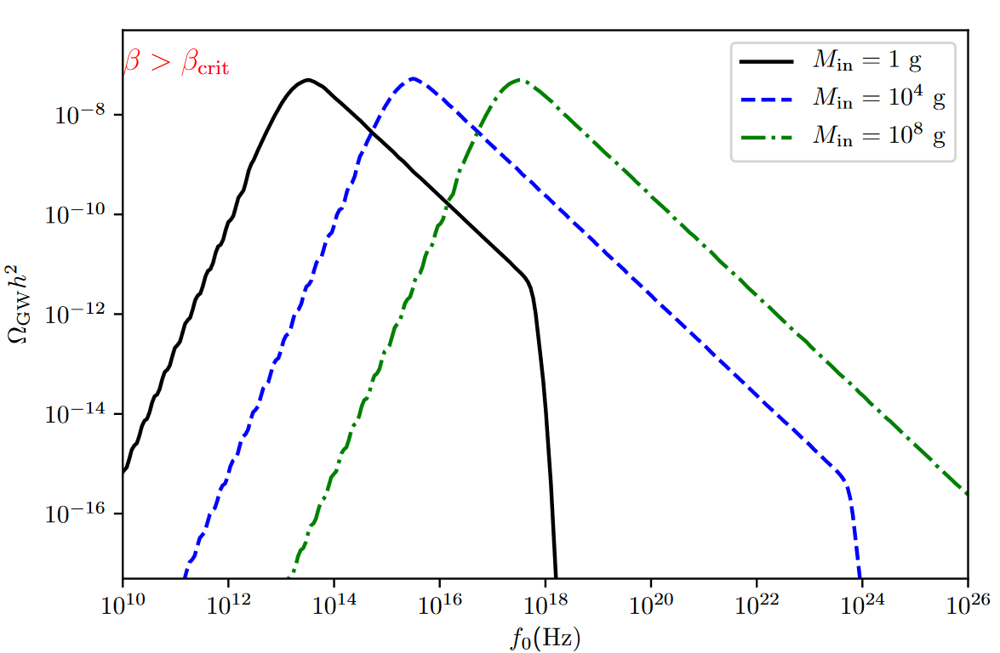 β > β_crit
M_in = 1 g
M_in = 10^4 g
M_in = 10^8 g
10^−8
10^−10
10^−12
10^−14
10^−16
Ω_GW h^2
10^10 10^12 10^14 10^16 10^18 10^20 10^22 10^24 10^26
f_0(Hz)